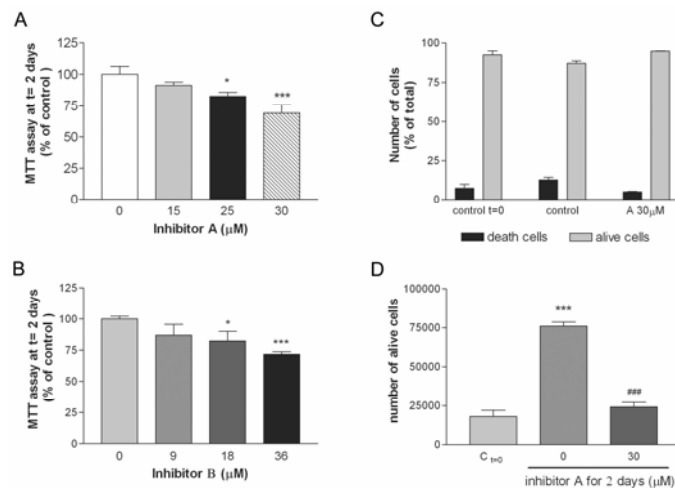 A
MTT assay at t= 2 days
(% of control )
125
100
75
50
25
0
*
***
0 15 25 30
Inhibitor A (µM)
B
MTT assay at t= 2 days
(% of control )
125
100
75
50
25
0
*
***
0 9 18 36
Inhibitor B (µM)
C
Number of cells
(% of total)
100
75
50
25
0
control t=0 control A 30µM
death cells alive cells
D
number of alive cells
100000
75000
50000
25000
0
***
###
C t=0 0 30
inhibitor A for 2 days (µM)